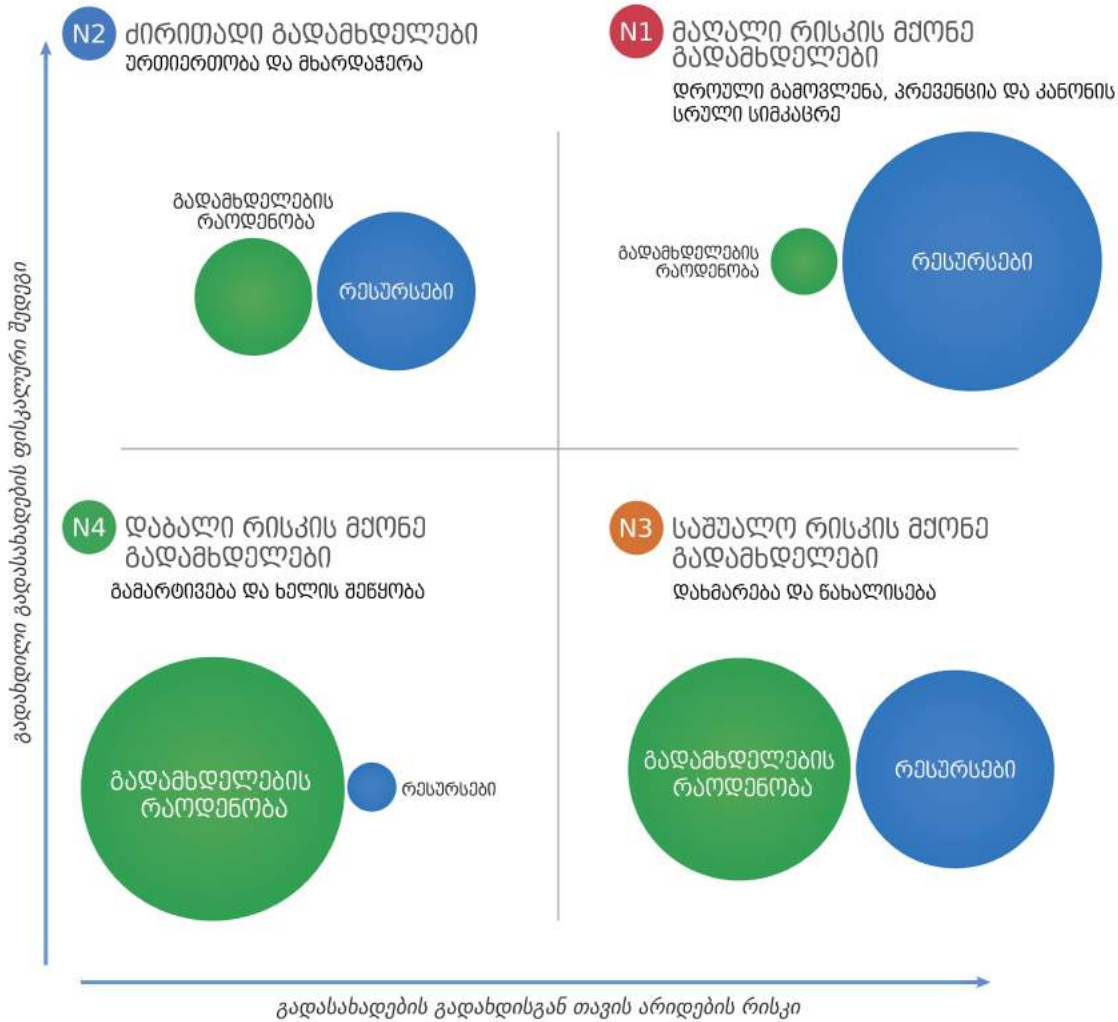 N2 ძირითადი გადამხდელები
ურთიერთობა და მხარდაჭერა
გადამხდელების
რაოდენობა
რესურსები
N1 მაღალი რისკის მქონე
გადამხდელები
დროული გამოვლენა, პრევენცია და კანონის
სრული სიმკაცრე
გადამხდელების
რაოდენობა
რესურსები
გადახდილი გადასახადების ფისკალური შედეგი
N4 დაბალი რისკის მქონე
გადამხდელები
გამარტივება და ხელის შეწყობა
გადამხდელების
რაოდენობა
რესურსები
N3 საშუალო რისკის მქონე
გადამხდელები
დახმარება და წახალისება
გადამხდელების
რაოდენობა
რესურსები
გადასახადების გადახდისგან თავის არიდების რისკი